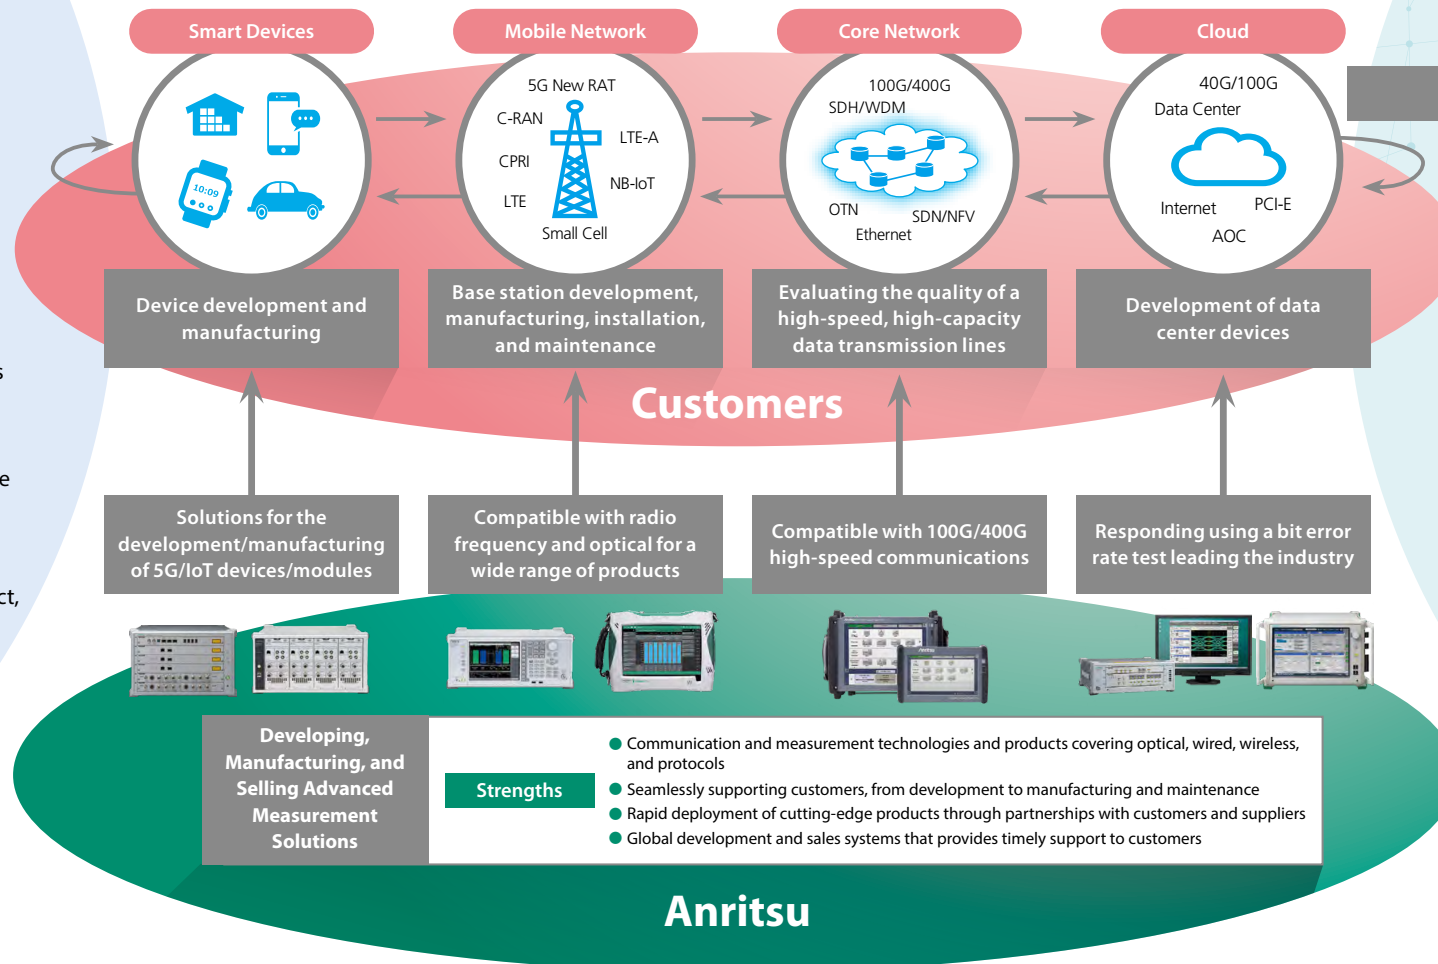 Smart Devices
Mobile Network
Core Network
Cloud
10:09
5G New RAT
C-RAN
LTE-A
CPRI
NB-IoT
LTE
Small Cell
100G/400G
SDH/WDM
OTN
SDN/NFV
Ethernet
40G/100G
Data Center
Internet
PCI-E
AOC
Device development and
manufacturing
Base station development,
manufacturing, installation,
and maintenance
Evaluating the quality of a
high-speed, high-capacity
data transmission lines
Development of data
center devices
Customers
Solutions for the
development/manufacturing
of 5G/IoT devices/modules
Compatible with radio
frequency and optical for a
wide range of products
Compatible with 100G/400G
high-speed communications
Responding using a bit error
rate test leading the industry
Anritsu
Developing,
Manufacturing, and
Selling Advanced
Measurement
Solutions
Strengths
● Communication and measurement technologies and products covering optical, wired, wireless,
and protocols
● Seamlessly supporting customers, from development to manufacturing and maintenance
● Rapid deployment of cutting-edge products through partnerships with customers and suppliers
● Global development and sales systems that provides timely support to customers
Anritsu